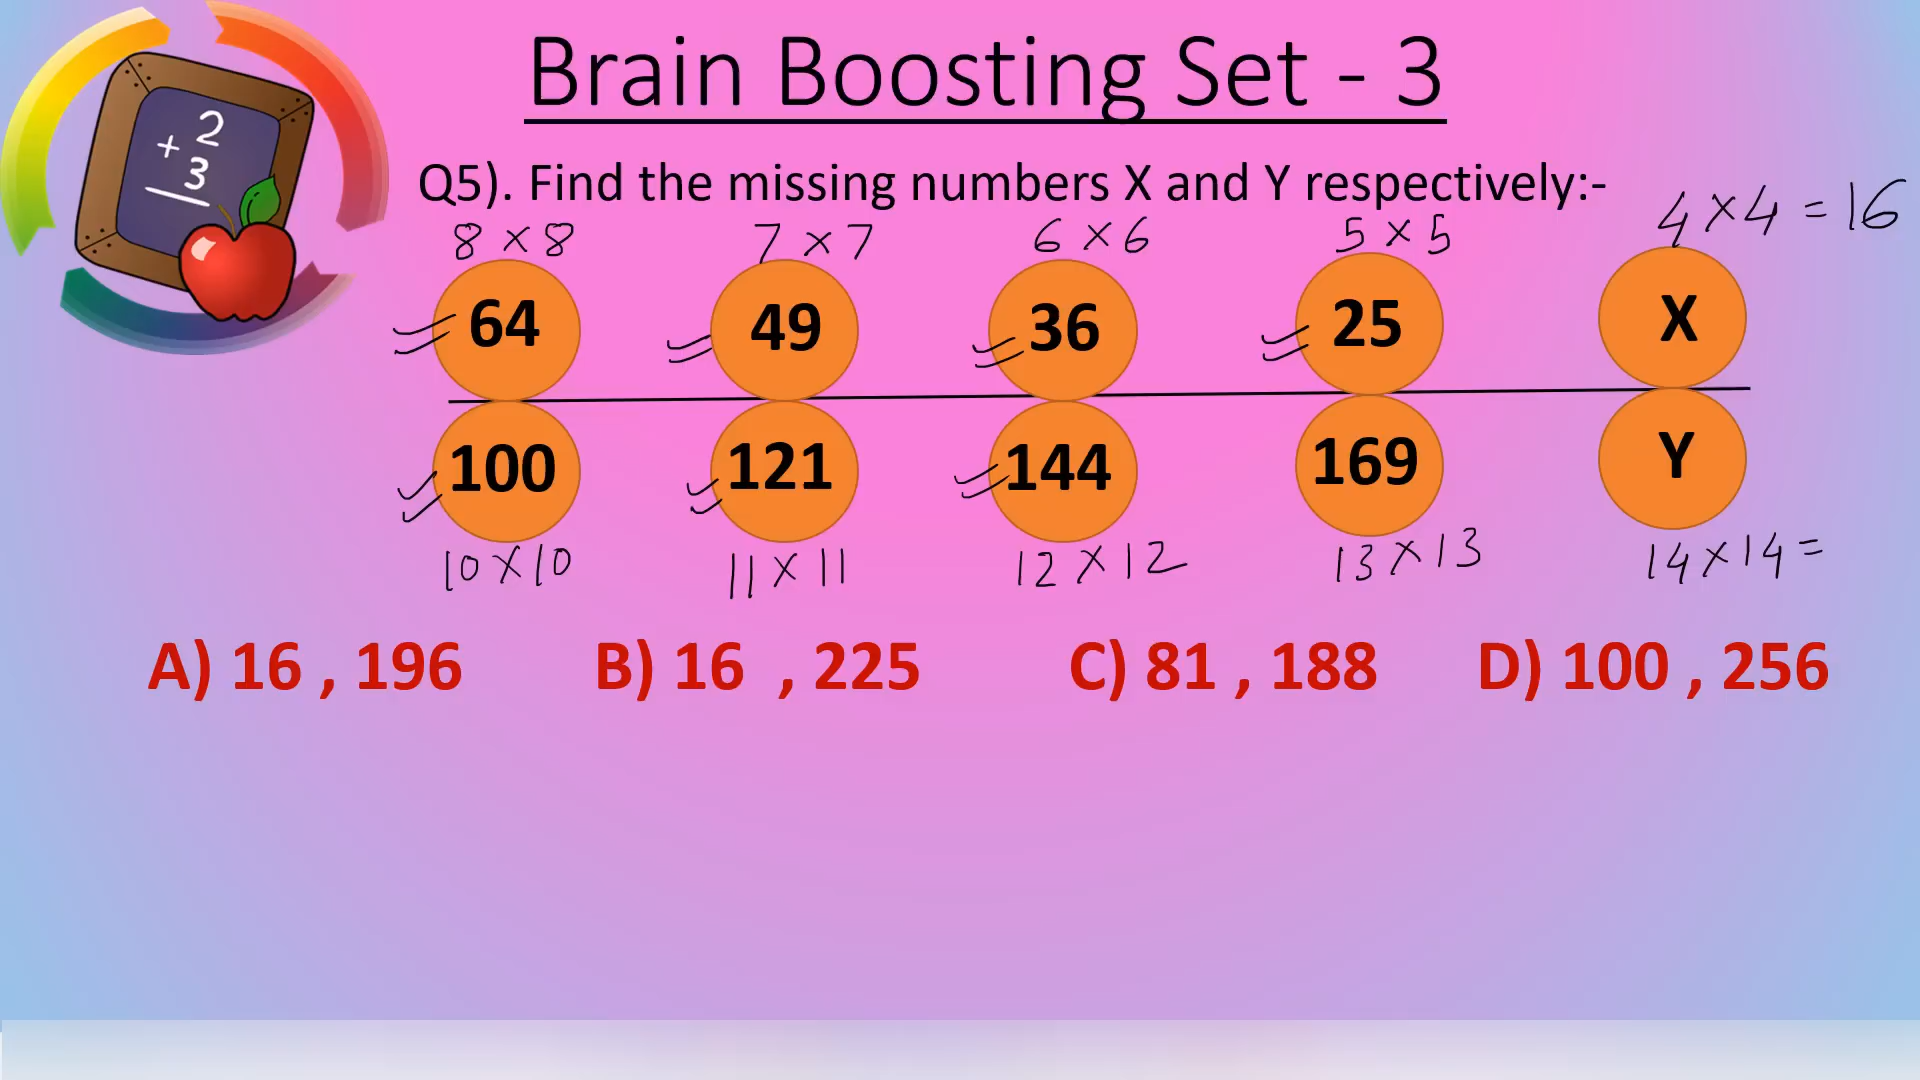 Brain Boosting Set - 3
2
+ 3
Q5). Find the missing numbers X and Y respectively:-
4 × 4 = 16
8 × 8 7 × 7 6 × 6 5 × 5
64 49 36 25 X
100 121 144 169 Y
10 × 10 11 × 11 12 × 12 13 × 13 14 × 14 =
A) 16 , 196 B) 16 , 225 C) 81 , 188 D) 100 , 256